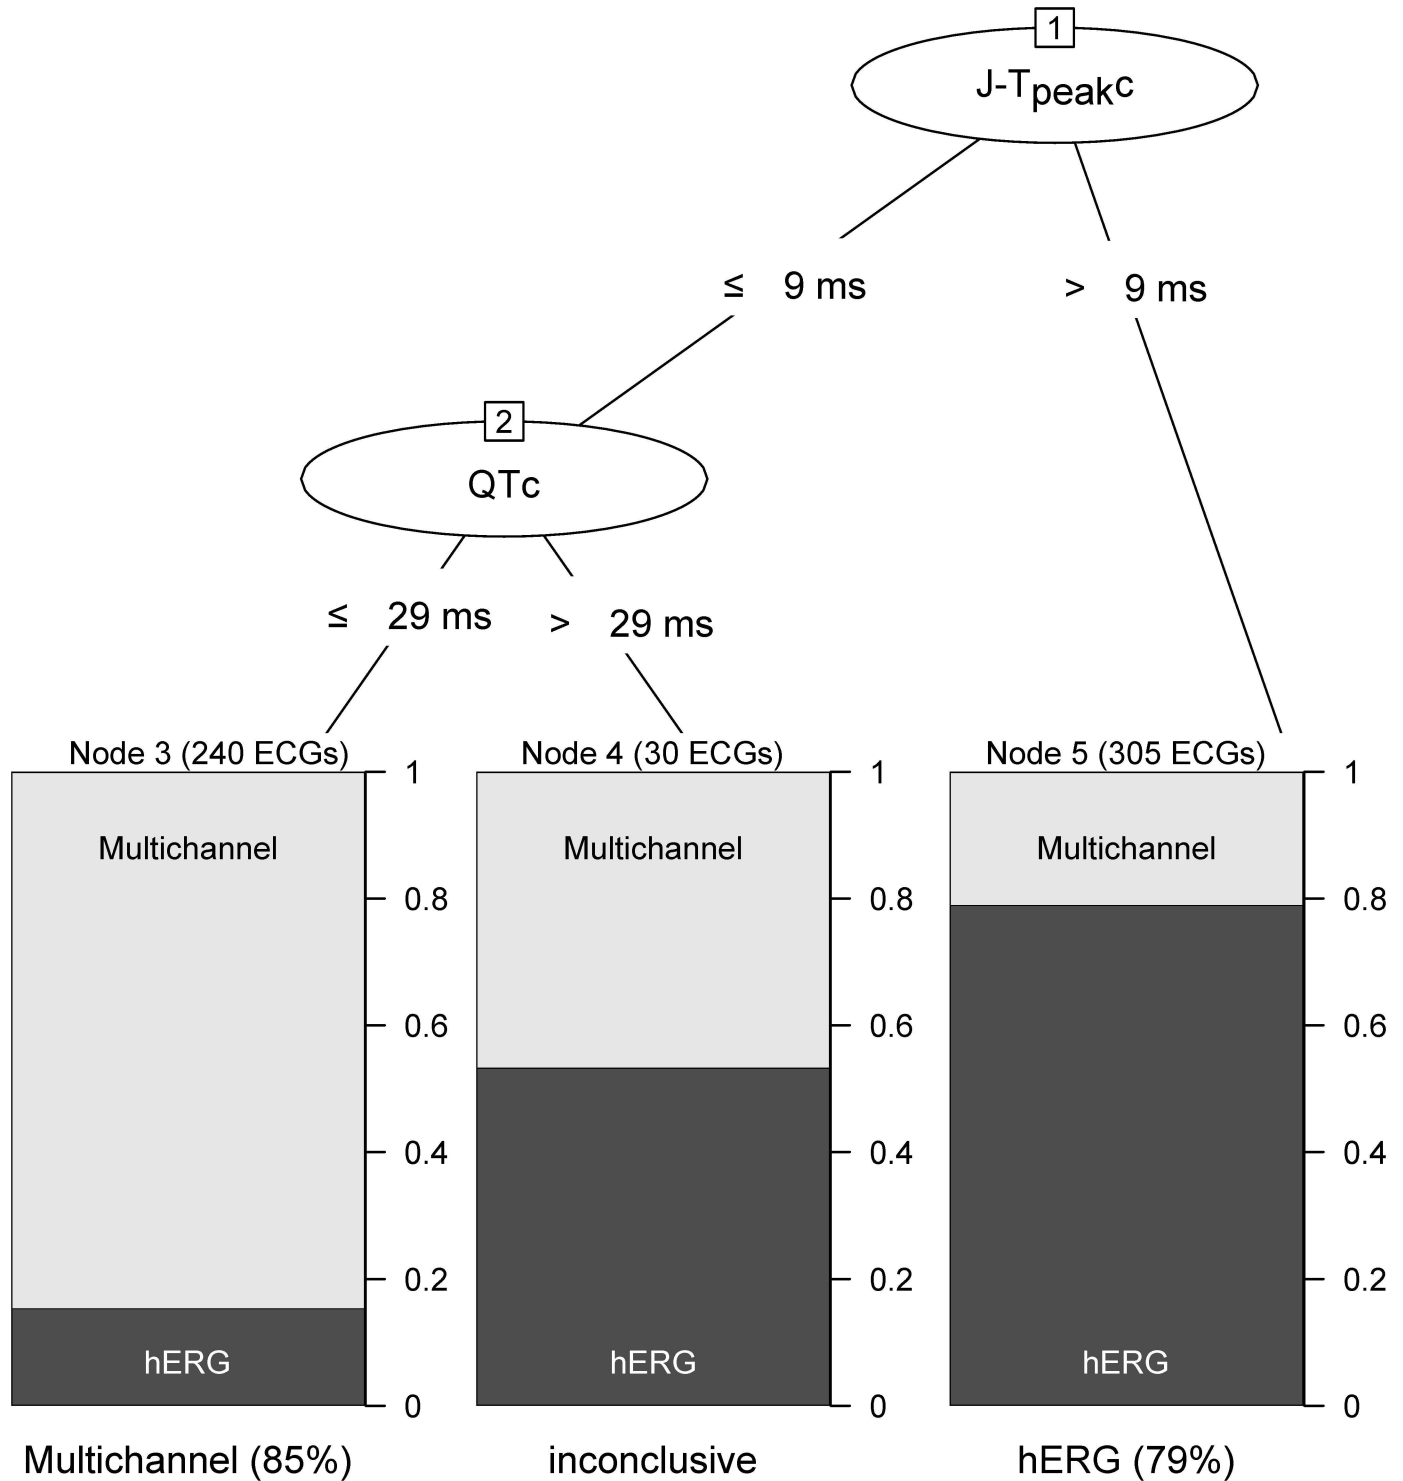 1
J-Tpeakc
≤ 9 ms
> 9 ms
2
QTc
≤ 29 ms
> 29 ms
Node 3 (240 ECGs)
Multichannel
hERG
1
0.8
0.6
0.4
0.2
0
Multichannel (85%)
Node 4 (30 ECGs)
Multichannel
hERG
1
0.8
0.6
0.4
0.2
0
inconclusive
Node 5 (305 ECGs)
Multichannel
hERG
1
0.8
0.6
0.4
0.2
0
hERG (79%)